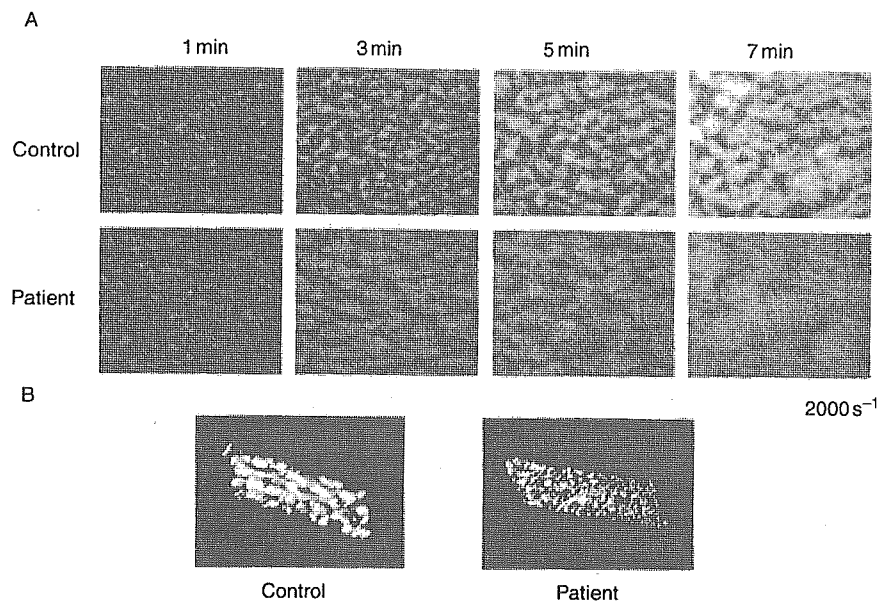 A
1 min 3 min 5 min 7 min
Control
Patient
B
2000 s⁻¹
Control Patient